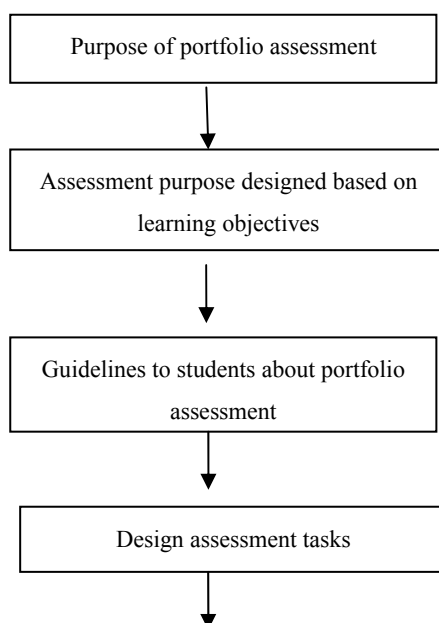 Purpose of portfolio assessment
Assessment purpose designed based on
learning objectives
Guidelines to students about portfolio
assessment
Design assessment tasks